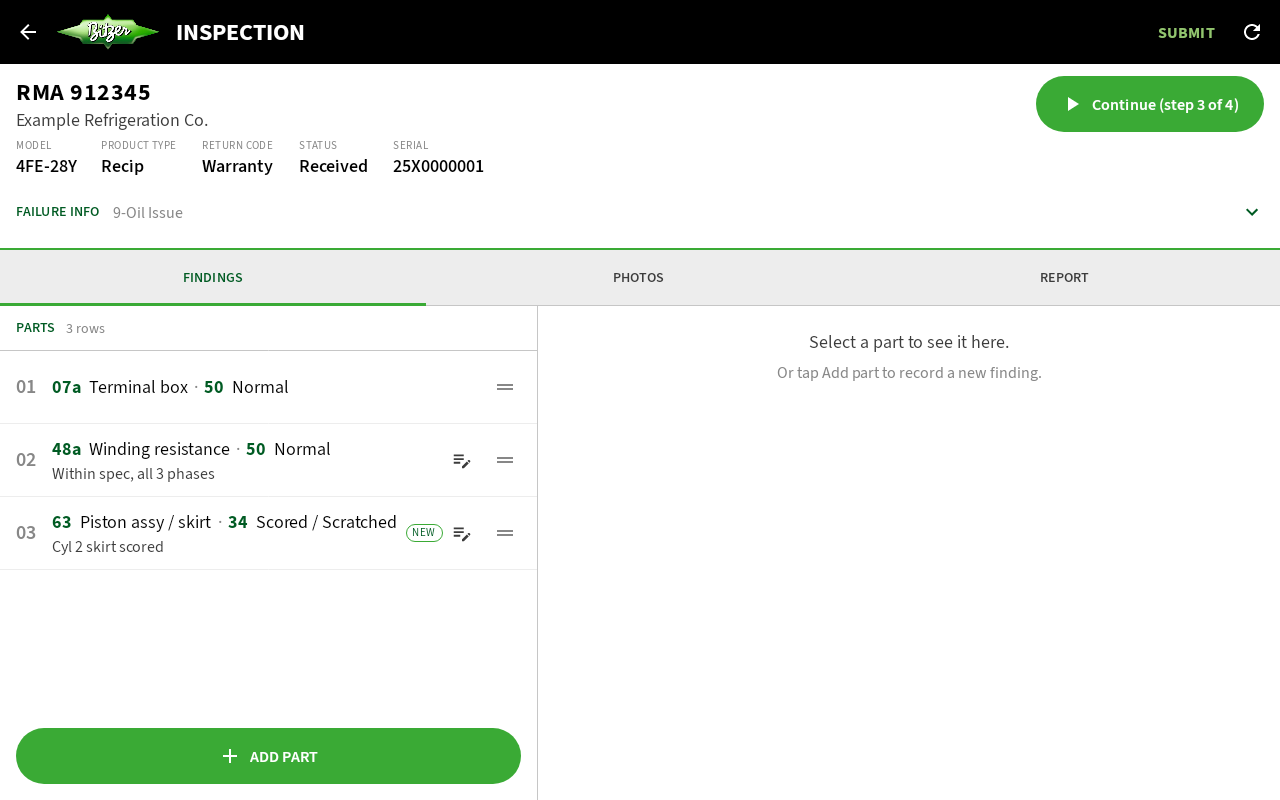 Bitzer INSPECTION SUBMIT
RMA 912345
Continue (step 3 of 4)
Example Refrigeration Co.
MODEL PRODUCT TYPE RETURN CODE STATUS SERIAL
4FE-28Y Recip Warranty Received 25X0000001
FAILURE INFO 9-Oil Issue
FINDINGS PHOTOS REPORT
PARTS 3 rows
01 07a Terminal box · 50 Normal
02 48a Winding resistance · 50 Normal
Within spec, all 3 phases
03 63 Piston assy / skirt · 34 Scored / Scratched NEW
Cyl 2 skirt scored
ADD PART
Select a part to see it here.
Or tap Add part to record a new finding.